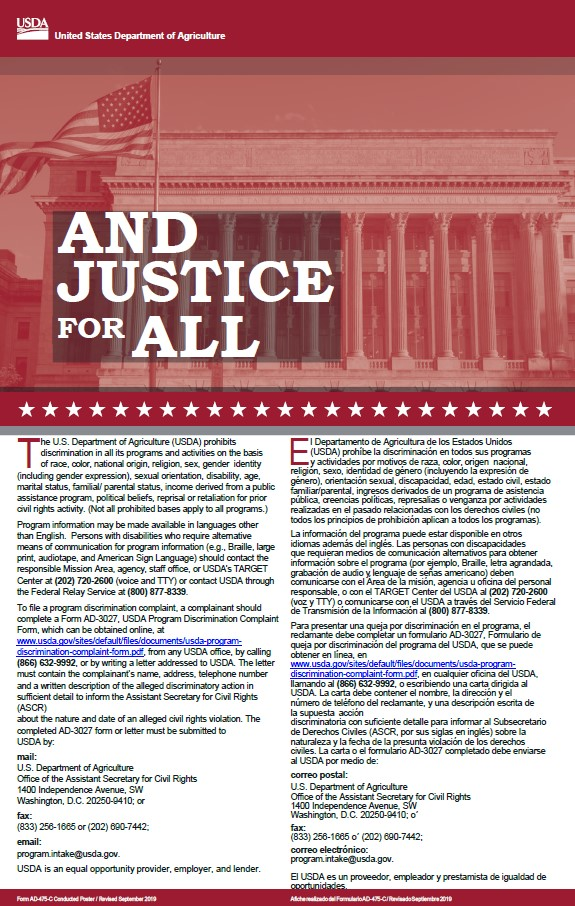 USDA
United States Department of Agriculture
AND
JUSTICE
FOR ALL
The U.S. Department of Agriculture (USDA) prohibits
discrimination in all its programs and activities on the basis
of race, color, national origin, religion, sex, gender identity
(including gender expression), sexual orientation, disability, age,
marital status, familial/ parental status, income derived from a public
assistance program, political beliefs, reprisal or retaliation for prior
civil rights activity. (Not all prohibited bases apply to all programs.)
Program information may be made available in languages other
than English. Persons with disabilities who require alternative
means of communication for program information (e.g., Braille, large
print, audiotape, and American Sign Language) should contact the
responsible Mission Area, agency, staff office, or USDA's TARGET
Center at (202) 720-2600 (voice and TTY) or contact USDA through
the Federal Relay Service at (800) 877-8339.
To file a program discrimination complaint, a complainant should
complete a Form AD-3027, USDA Program Discrimination Complaint
Form, which can be obtained online, at
www.usda.gov/sites/default/files/documents/usda-program-
discrimination-complaint-form.pdf, from any USDA office, by calling
(866) 632-9992, or by writing a letter addressed to USDA. The letter
must contain the complainant's name, address, telephone number
and a written description of the alleged discriminatory action in
sufficient detail to inform the Assistant Secretary for Civil Rights
(ASCR)
about the nature and date of an alleged civil rights violation. The
completed AD-3027 form or letter must be submitted to
USDA by:
mail:
U.S. Department of Agriculture
Office of the Assistant Secretary for Civil Rights
1400 Independence Avenue, SW
Washington, D.C. 20250-9410; or
fax:
(833) 256-1665 or (202) 690-7442;
email:
program.intake@usda.gov.
USDA is an equal opportunity provider, employer, and lender.
El Departamento de Agricultura de los Estados Unidos
(USDA) prohíbe la discriminación en todos sus programas
y actividades por motivos de raza, color, origen nacional,
religión, sexo, identidad de género (incluyendo la expresión de
género), orientación sexual, discapacidad, edad, estado civil, estado
familiar/parental, ingresos derivados de un programa de asistencia
pública, creencias políticas, represalias o venganza por actividades
realizadas en el pasado relacionadas con los derechos civiles (no
todos los principios de prohibición aplican a todos los programas).
La información del programa puede estar disponible en otros
idiomas además del inglés. Las personas con discapacidades
que requieran medios de comunicación alternativos para obtener
información sobre el programa (por ejemplo, Braille, letra agrandada,
grabación de audio y lenguaje de señas americano) deben
comunicarse con el Área de la misión, agencia u oficina del personal
responsable, o con el TARGET Center del USDA al (202) 720-2600
(voz y TTY) o comunicarse con el USDA a través del Servicio Federal
de Transmisión de la Información al (800) 877-8339.
Para presentar una queja por discriminación en el programa, el
reclamante debe completar un formulario AD-3027, Formulario de
queja por discriminación del programa del USDA, que se puede
obtener en línea, en
www.usda.gov/sites/default/files/documents/usda-program-
discrimination-complaint-form.pdf, en cualquier oficina del USDA,
llamando al (866) 632-9992, o escribiendo una carta dirigida al
USDA. La carta debe contener el nombre, la dirección y el
número de teléfono del reclamante, y una descripción escrita de
la supuesta acción
discriminatoria con suficiente detalle para informar al Subsecretario
de Derechos Civiles (ASCR, por sus siglas en inglés) sobre la
naturaleza y la fecha de la presunta violación de los derechos
civiles. La carta o el formulario AD-3027 completado debe enviarse
al USDA por medio de:
correo postal:
U.S. Department of Agriculture
Office of the Assistant Secretary for Civil Rights
1400 Independence Avenue, SW
Washington, D.C. 20250-9410; o'
fax:
(833) 256-1665 o' (202) 690-7442;
correo electrónico:
program.intake@usda.gov.
El USDA es un proveedor, empleador y prestamista de igualdad de
oportunidades.
Form AD-475-C Conducted Poster / Revised September 2019
Afiche realizado del Formulario AD-475-C / Revisado Septiembre 2019